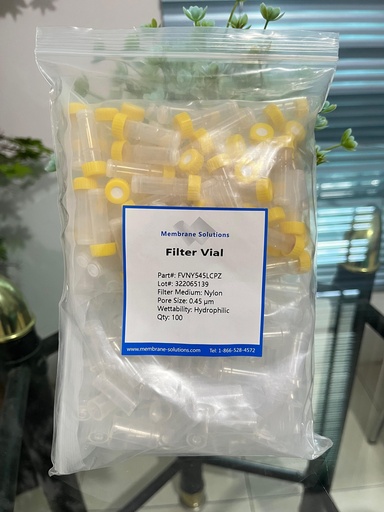 Membrane Solutions
Filter Vial
Part#: FVNY545LCPZ
Lot#: 322065139
Filter Medium: Nylon
Pore Size: 0.45 μm
Wettability: Hydrophilic
Qty: 100
www.membrane-solutions.com Tel: 1-866-528-4572